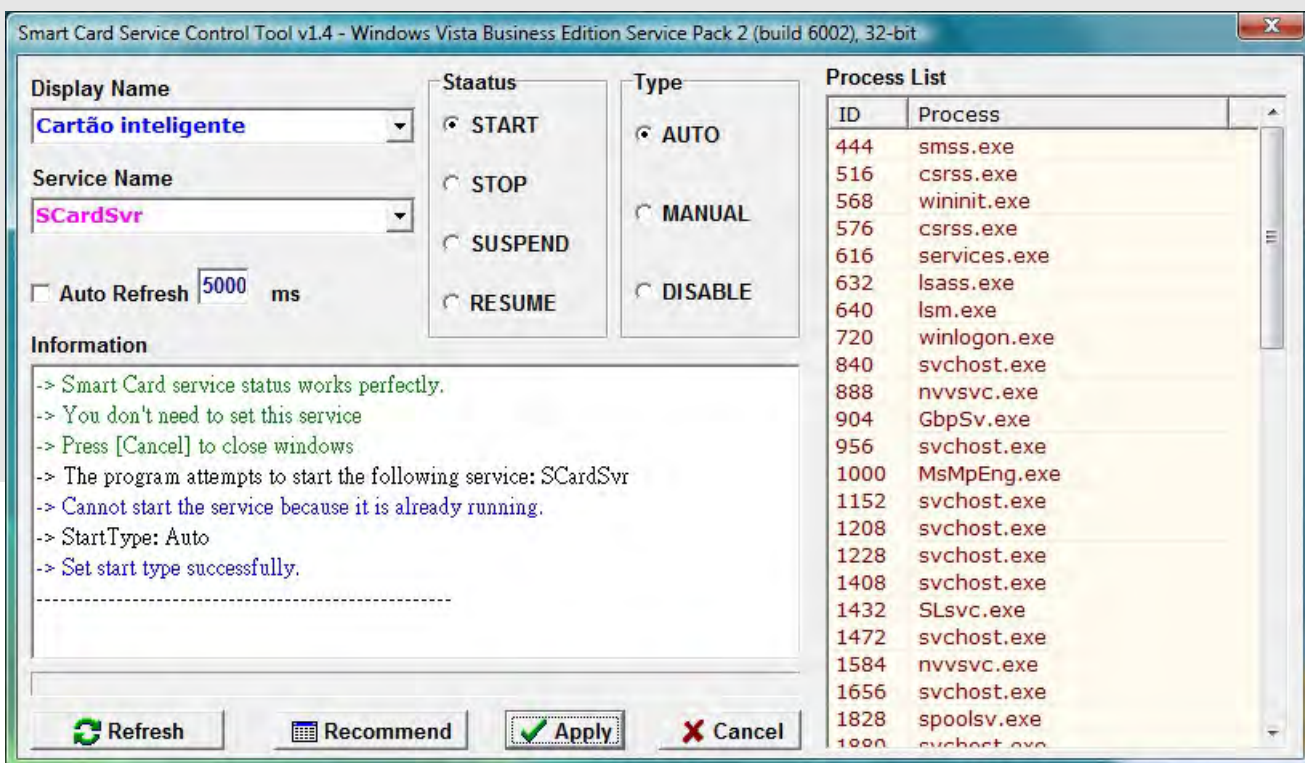 Smart Card Service Control Tool v1.4 - Windows Vista Business Edition Service Pack 2 (build 6002), 32-bit
Display Name
Cartão inteligente
Service Name
SCardSvr
Auto Refresh 5000 ms
Staatus
START
STOP
SUSPEND
RESUME
Type
AUTO
MANUAL
DISABLE
Information
-> Smart Card service status works perfectly.
-> You don't need to set this service
-> Press [Cancel] to close windows
-> The program attempts to start the following service: SCardSvr
-> Cannot start the service because it is already running.
-> StartType: Auto
-> Set start type successfully.
----------------------------------------------------
Refresh Recommend Apply Cancel
Process List
ID Process
444 smss.exe
516 csrss.exe
568 wininit.exe
576 csrss.exe
616 services.exe
632 lsass.exe
640 lsm.exe
720 winlogon.exe
840 svchost.exe
888 nvvsvc.exe
904 GbpSv.exe
956 svchost.exe
1000 MsMpEng.exe
1152 svchost.exe
1208 svchost.exe
1228 svchost.exe
1408 svchost.exe
1432 SLsvc.exe
1472 svchost.exe
1584 nvvsvc.exe
1656 svchost.exe
1828 spoolsv.exe
1880 svchost.exe